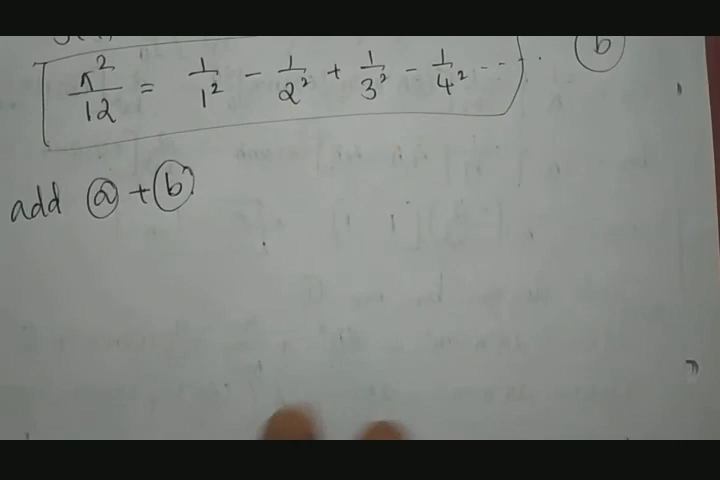 π²/12 = 1/1² - 1/2² + 1/3² - 1/4² ... . (b)
add (a) + (b)